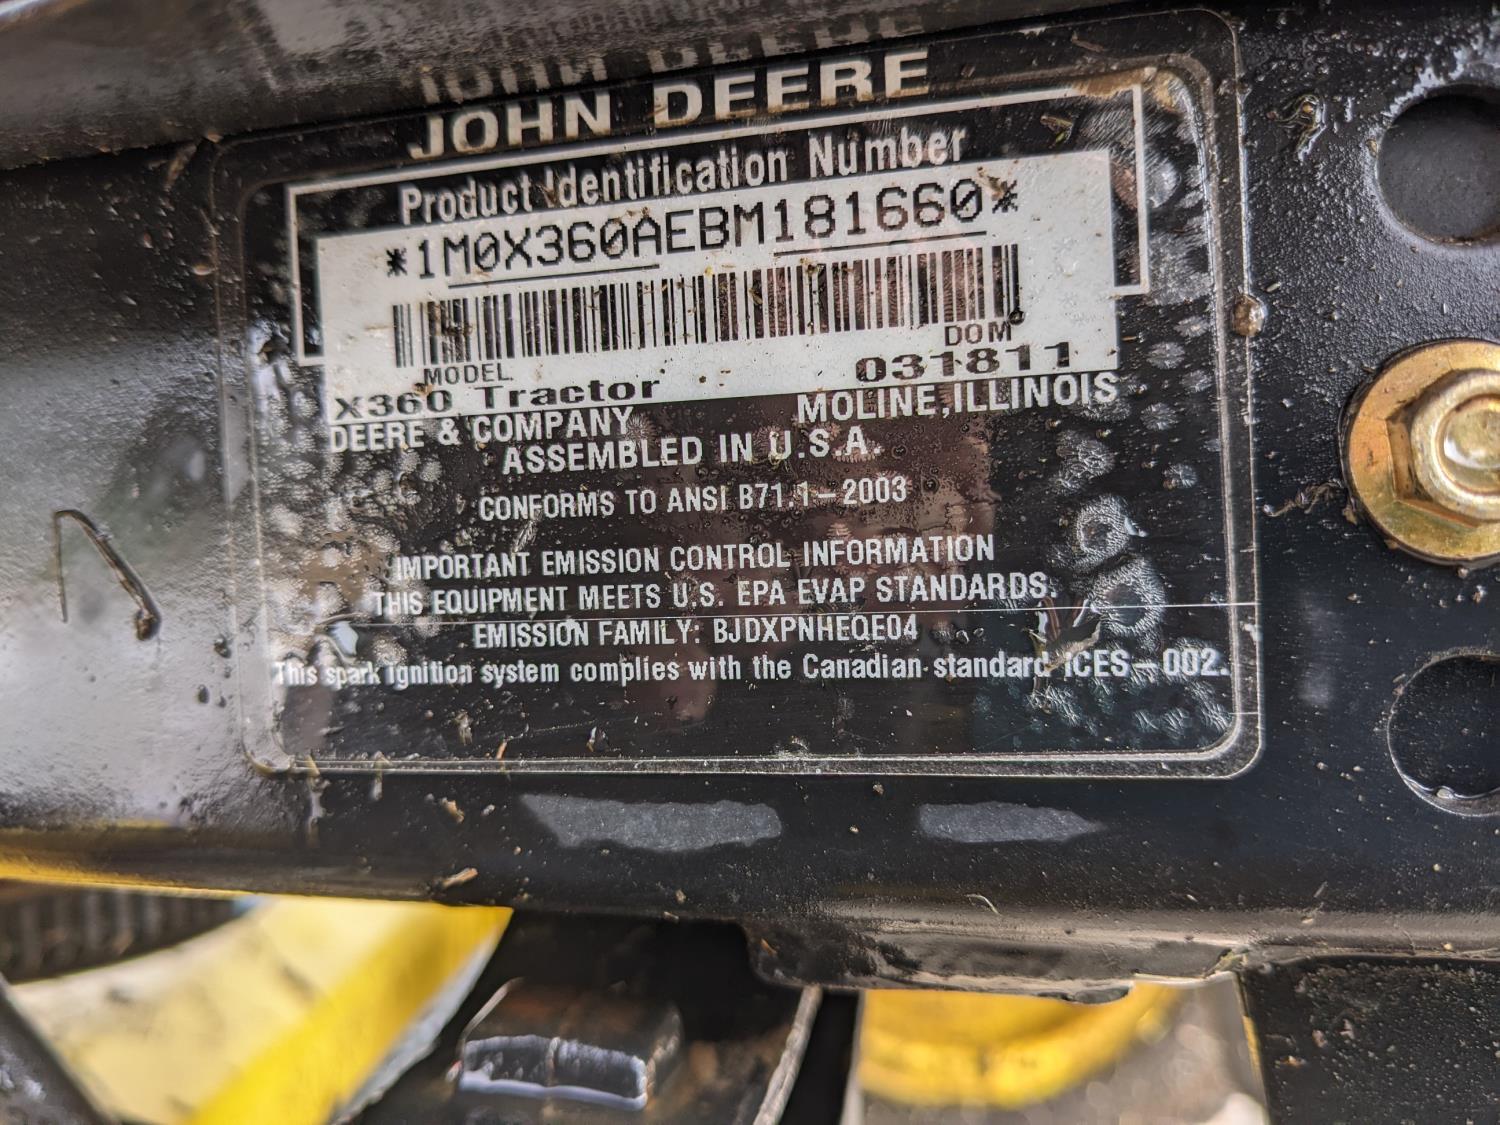 JOHN DEERE
Product Identification Number
*1M0X360AEBM181660*
MODEL DOM
X360 Tractor 031811
DEERE & COMPANY MOLINE, ILLINOIS
ASSEMBLED IN U.S.A.
CONFORMS TO ANSI B71.1-2003
IMPORTANT EMISSION CONTROL INFORMATION
THIS EQUIPMENT MEETS U.S. EPA EVAP STANDARDS.
EMISSION FAMILY: BJDXPNHEQE04
This spark ignition system complies with the Canadian standard ICES-002.